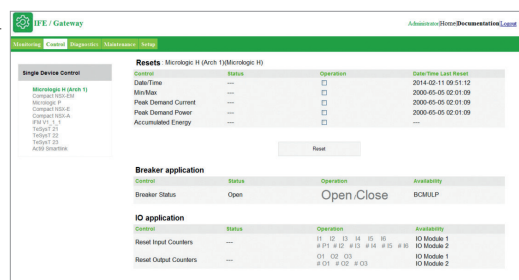 IFE / Gateway
Administrator|Home|Documentation|Logout
Monitoring Control Diagnostics Maintenance Setup
Single Device Control
Micrologic H (Arch 1)
Compact NSX-EM
Micrologic P
Compact NSX-E
Compact NSX-A
IFM V1_1_1
TeSysT 21
TeSysT 22
TeSysT 23
Acti9 Smartlink
Resets : Micrologic H (Arch 1)(Micrologic H)
Control Status Operation Date/Time Last Reset
Date/Time --- 2014-02-11 09:51:12
Min/Max --- 2000-65-05 02:01:09
Peak Demand Current --- 2000-65-05 02:01:09
Peak Demand Power --- 2000-65-05 02:01:09
Accumulated Energy --- ---
Reset
Breaker application
Control Status Operation Availability
Breaker Status Open Open /Close BCMULP
IO application
Control Status Operation Availability
Reset Input Counters --- I1 I2 I3 I4 I5 I6 IO Module 1
# P1 # I2 # I3 # I4 # I5 # I6 IO Module 2
Reset Output Counters --- O1 O2 O3 IO Module 1
# O1 # O2 # O3 IO Module 2